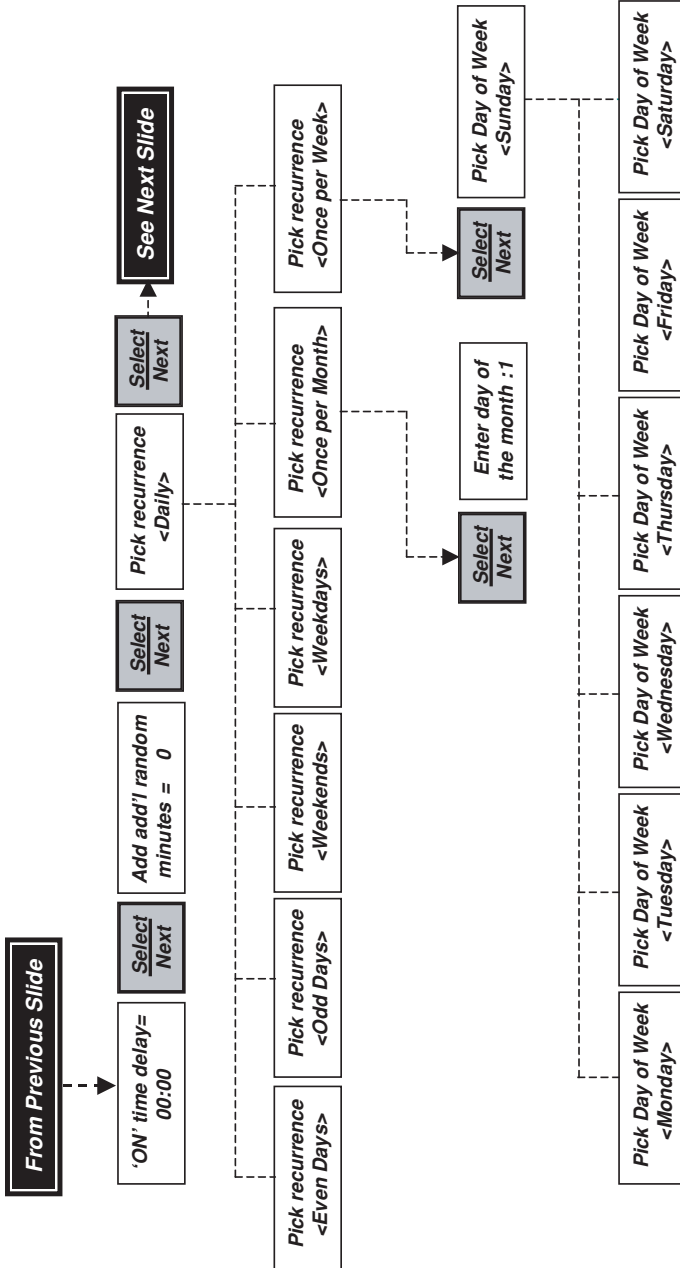 From Previous Slide
'ON' time delay=
00:00
Select
Next
Add add'l random
minutes =   0
Select
Next
Pick recurrence
<Daily>
Select
Next
See Next Slide
Pick recurrence
<Even Days>
Pick recurrence
<Odd Days>
Pick recurrence
<Weekends>
Pick recurrence
<Weekdays>
Pick recurrence
<Once per Month>
Pick recurrence
<Once per Week>
Select
Next
Enter day of
the month :1
Select
Next
Pick Day of Week
<Sunday>
Pick Day of Week
<Monday>
Pick Day of Week
<Tuesday>
Pick Day of Week
<Wednesday>
Pick Day of Week
<Thursday>
Pick Day of Week
<Friday>
Pick Day of Week
<Saturday>